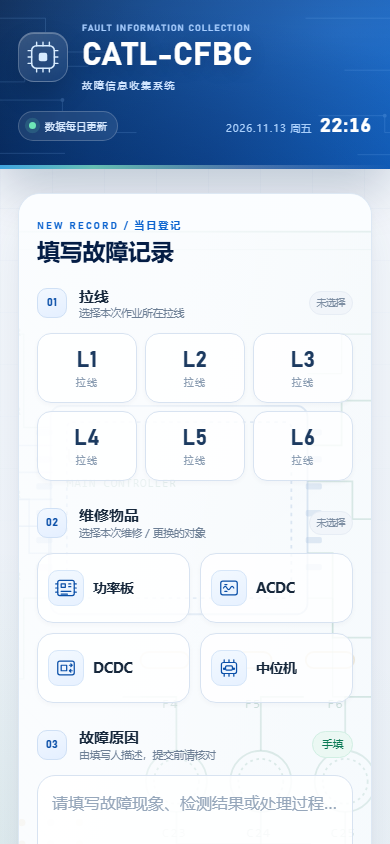 FAULT INFORMATION COLLECTION
CATL-CFBC
故障信息收集系统
数据每日更新
2026.11.13 周五 22:16
NEW RECORD / 当日登记
填写故障记录
01 拉线 未选择
选择本次作业所在拉线
L1 L2 L3
拉线 拉线 拉线
L4 L5 L6
拉线 拉线 拉线
MAIN CONTROLLER
02 维修物品 未选择
选择本次维修 / 更换的对象
功率板 ACDC
DCDC 中位机
F4 F5 F6
03 故障原因 手填
由填写人描述，提交前请核对
请填写故障现象、检测结果或处理过程...